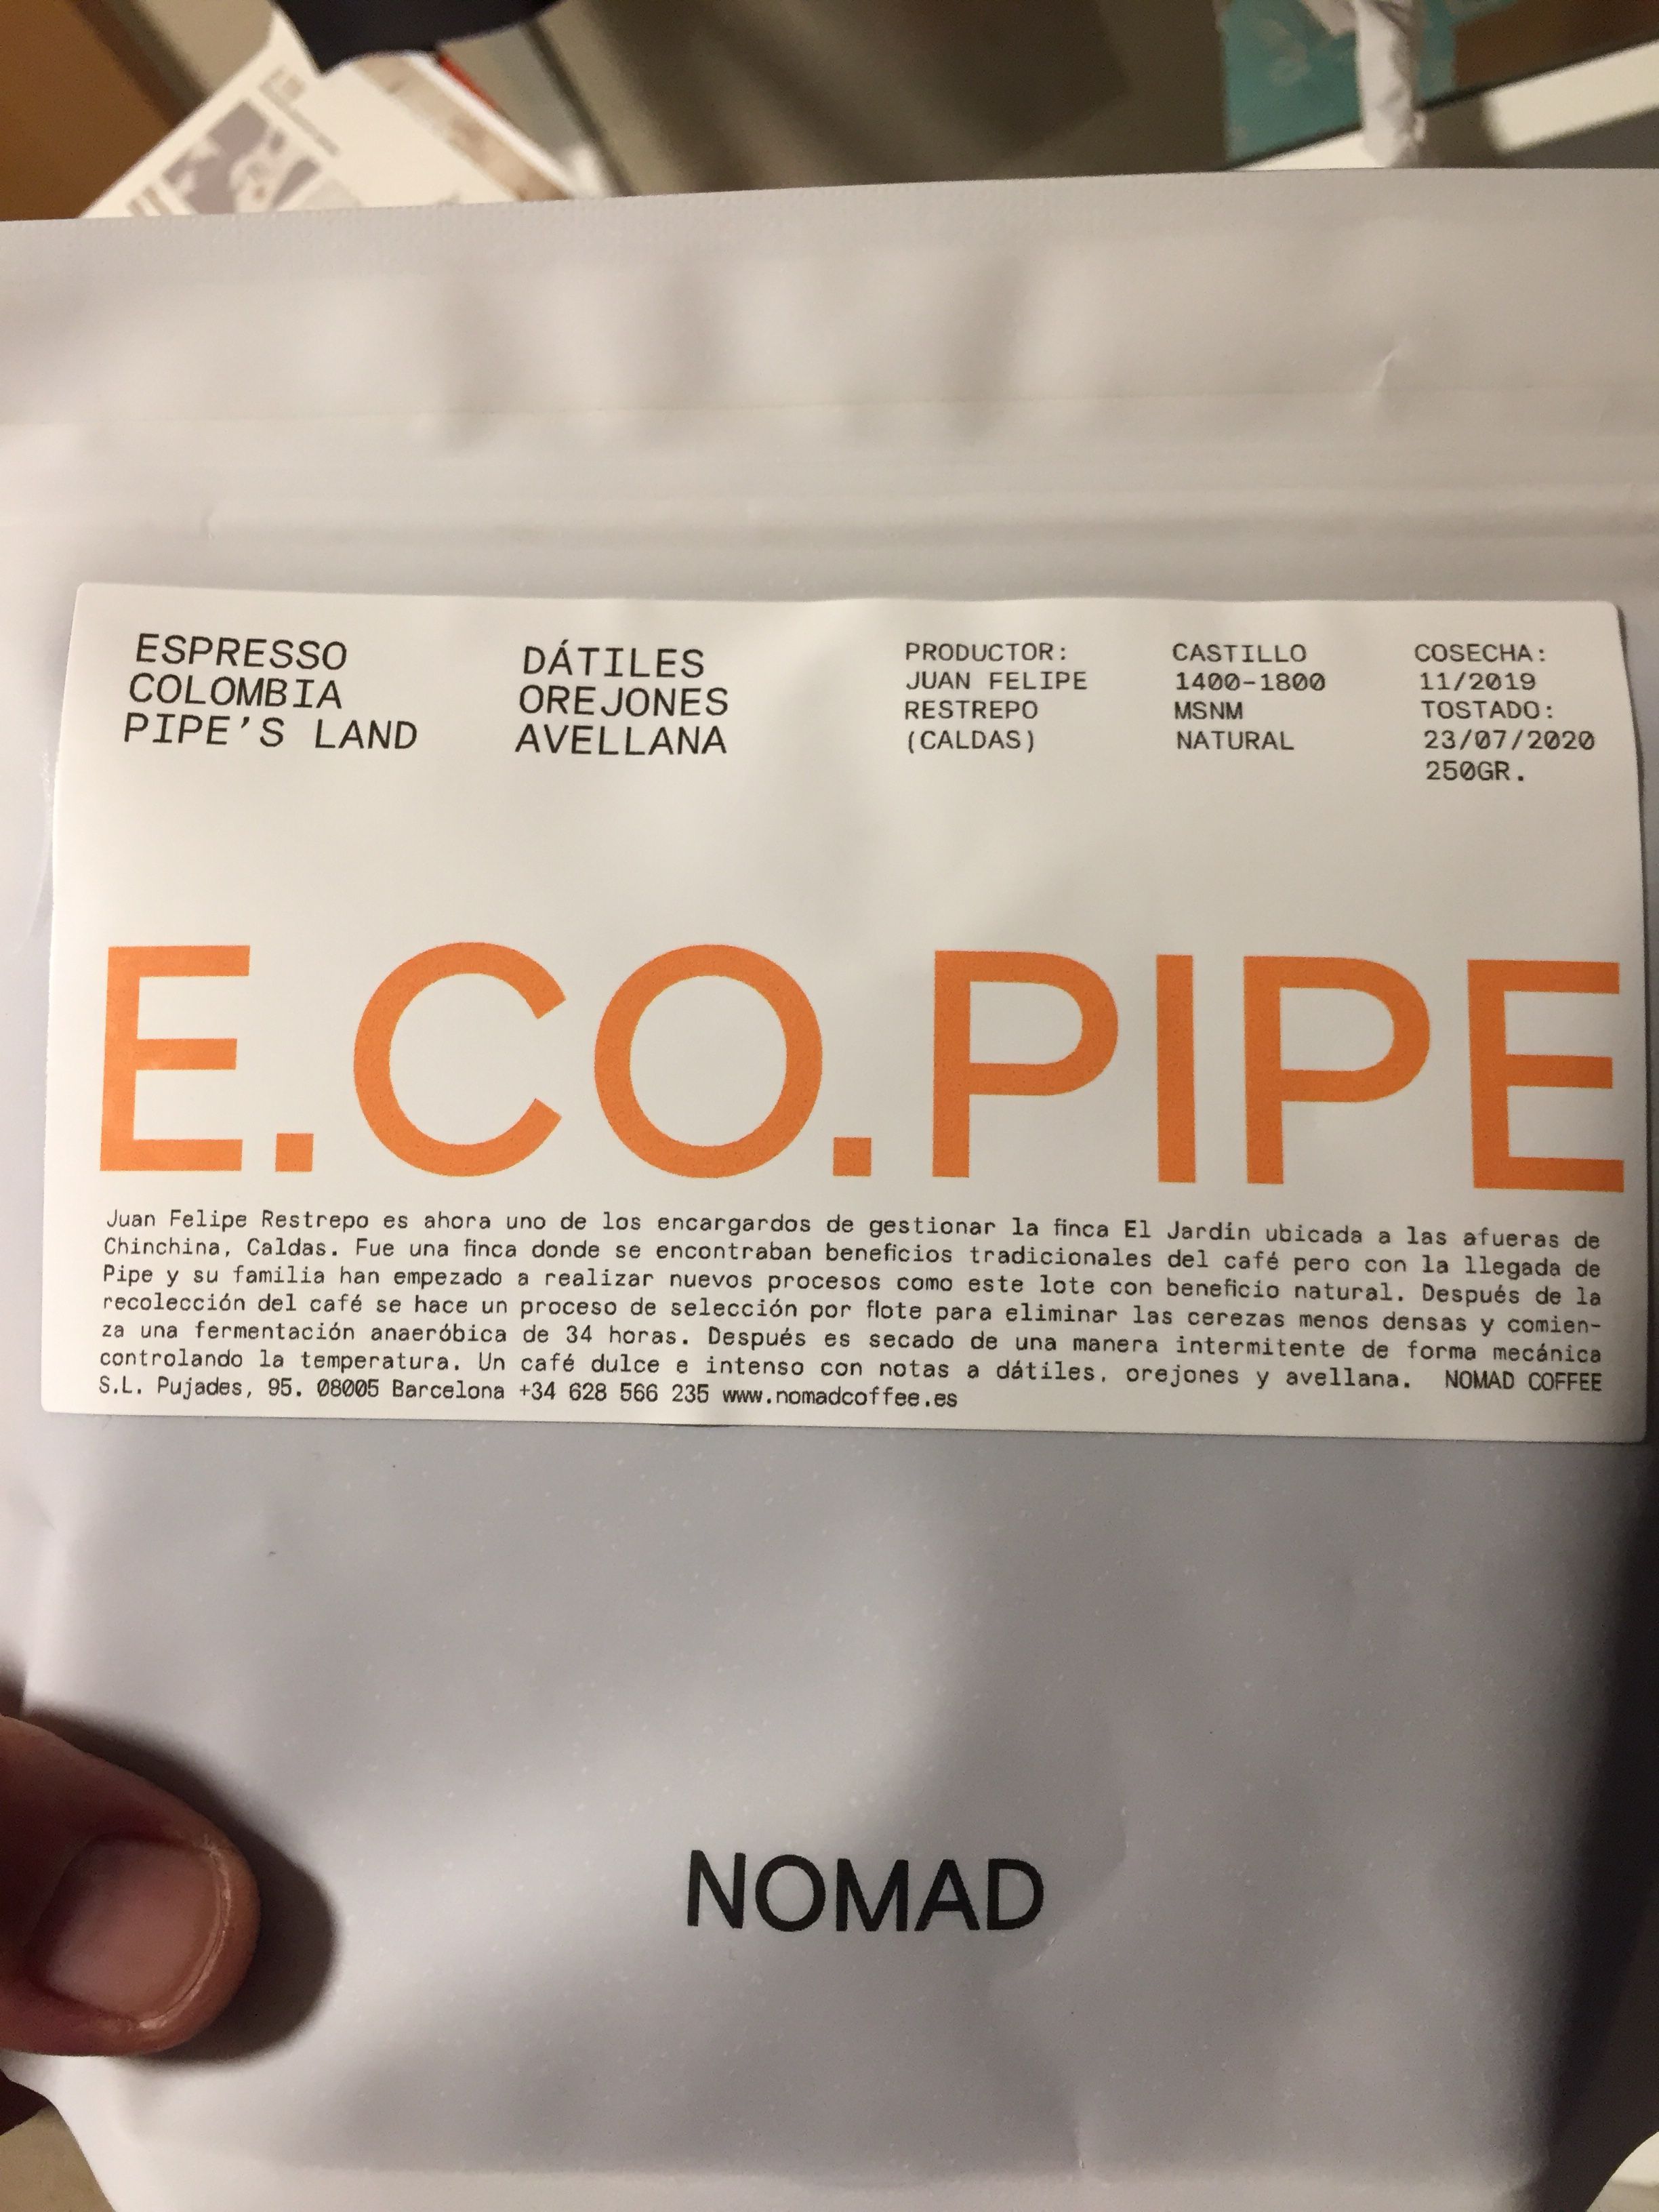 ESPRESSO
COLOMBIA
PIPE'S LAND
DÁTILES
OREJONES
AVELLANA
PRODUCTOR:
JUAN FELIPE
RESTREPO
(CALDAS)
CASTILLO
1400-1800
MSNM
NATURAL
COSECHA:
11/2019
TOSTADO:
23/07/2020
250GR.
E.CO.PIPE
Juan Felipe Restrepo es ahora uno de los encargardos de gestionar la finca El Jardín ubicada a las afueras de
Chinchina, Caldas. Fue una finca donde se encontraban beneficios tradicionales del café pero con la llegada de
Pipe y su familia han empezado a realizar nuevos procesos como este lote con beneficio natural. Después de la
recolección del café se hace un proceso de selección por flote para eliminar las cerezas menos densas y comien-
za una fermentación anaeróbica de 34 horas. Después es secado de una manera intermitente de forma mecánica
controlando la temperatura. Un café dulce e intenso con notas a dátiles, orejones y avellana. NOMAD COFFEE
S.L. Pujades, 95. 08005 Barcelona +34 628 566 235 www.nomadcoffee.es
NOMAD